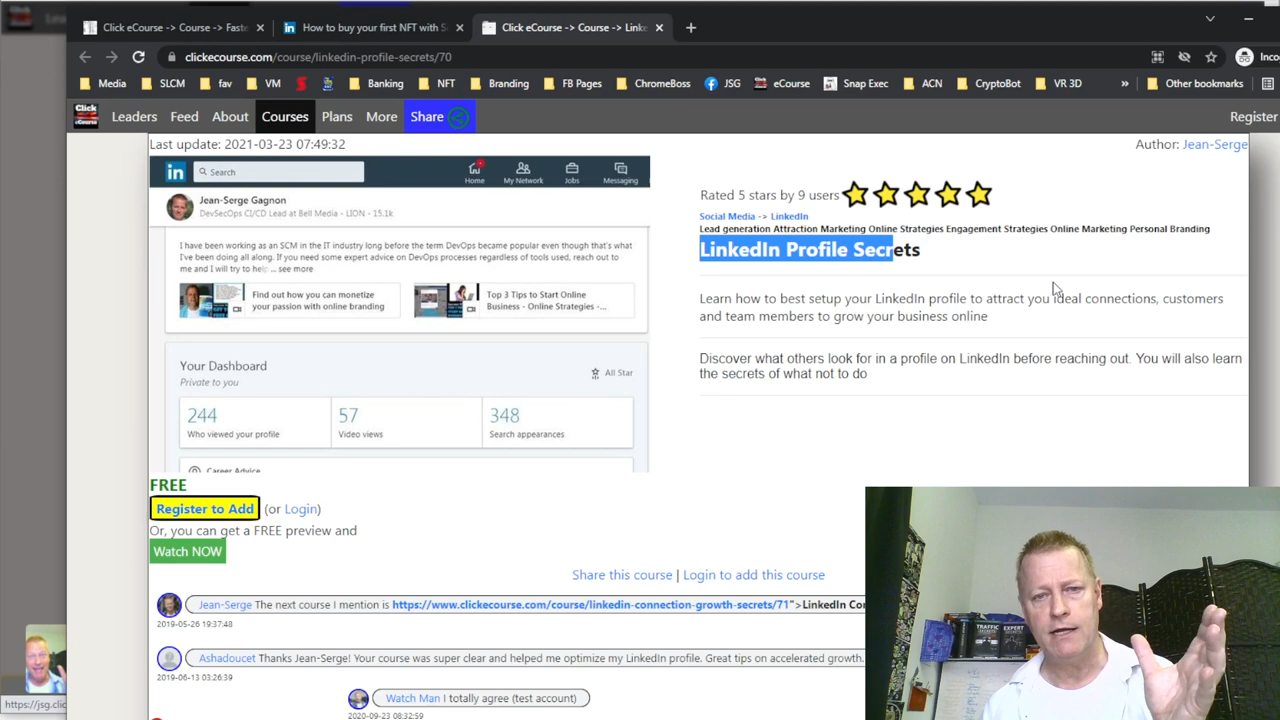 Click eCourse -> Course -> Faste
How to buy your first NFT with S
Click eCourse -> Course -> Linke
clickecourse.com/course/linkedin-profile-secrets/70
Inco
Media SLCM fav VM Banking NFT Branding FB Pages ChromeBoss JSG eCourse Snap Exec ACN CryptoBot VR 3D » Other bookmarks
Click eCourse Leaders Feed About Courses Plans More Share Register
Last update: 2021-03-23 07:49:32
Author: Jean-Serge
in Search Home My Network Jobs Messaging
Jean-Serge Gagnon
DevSecOps CI/CD Lead at Bell Media - LION - 15.1k
I have been working as an SCM in the IT industry long before the term DevOps became popular even though that's what
I've been doing all along. If you need some expert advice on DevOps processes regardless of tools used, reach out to
me and I will try to help ... see more
Find out how you can monetize
your passion with online branding
Top 3 Tips to Start Online
Business - Online Strategies -...
Your Dashboard
Private to you
All Star
244
Who viewed your profile
57
Video views
348
Search appearances
Career Advice
Rated 5 stars by 9 users
Social Media -> LinkedIn
Lead generation Attraction Marketing Online Strategies Engagement Strategies Online Marketing Personal Branding
LinkedIn Profile Secrets
Learn how to best setup your LinkedIn profile to attract you ideal connections, customers
and team members to grow your business online
Discover what others look for in a profile on LinkedIn before reaching out. You will also learn
the secrets of what not to do
FREE
Register to Add (or Login)
Or, you can get a FREE preview and
Watch NOW
Share this course | Login to add this course
Jean-Serge The next course I mention is https://www.clickecourse.com/course/linkedin-connection-growth-secrets/71">LinkedIn Con
2019-05-26 19:37:48
Ashadoucet Thanks Jean-Serge! Your course was super clear and helped me optimize my LinkedIn profile. Great tips on accelerated growth.
2019-06-13 03:26:39
Watch Man I totally agree (test account)
2020-09-23 08:32:59
https://jsg.clic
TRAFFIC
SECRETS
EXPERT
SECRETS